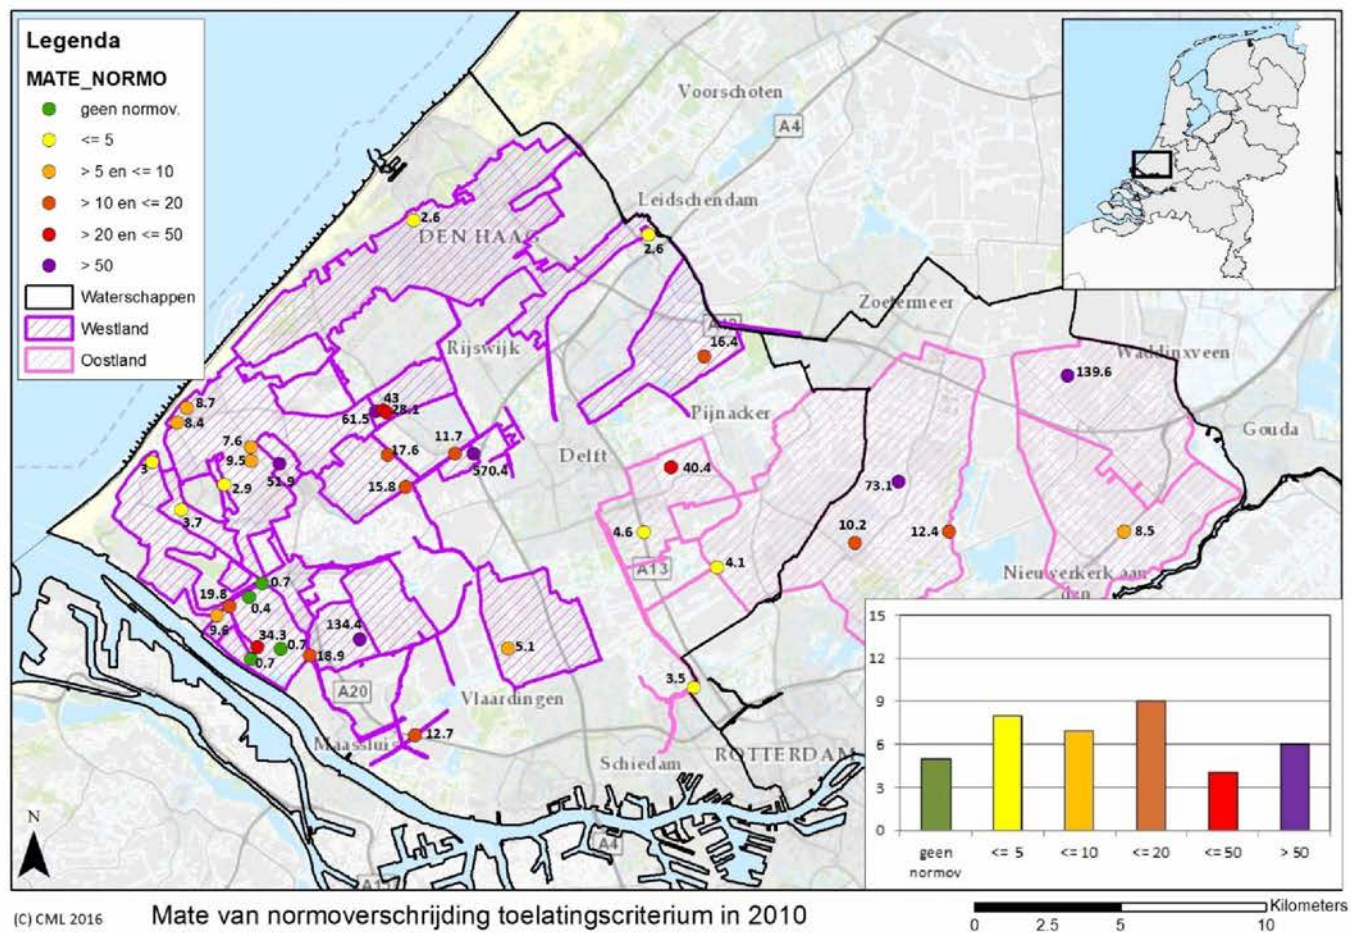 Legenda
MATE_NORMO
geen normov.
<= 5
> 5 en <= 10
> 10 en <= 20
> 20 en <= 50
> 50
Waterschappen
Westland
Oostland
Voorschoten
A4
Leidschendam
2.6
DEN HAAG
2.6
Zoetermeer
16.4
Rijswijk
Waddinxveen
139.6
8.7
8.4
43
61.5
28.1
Pijnacker
Gouda
7.6
9.5
51.9
17.6
11.7
570.4
Delft
40.4
3
2.9
15.8
73.1
3.7
4.6
10.2
12.4
8.5
A13
4.1
Nieuwerkerk aan
den
0.7
19.8
0.4
9.8
34.3
0.7
0.7
18.9
134.4
5.1
3.5
A20
Vlaardingen
Maassluis
12.7
Schiedam
ROTTERDAM
A4
15
12
9
6
3
0
geen
normov
<= 5
<= 10
<= 20
<=50
> 50
N
(C) CML 2016
Mate van normoverschrijding toelatingscriterium in 2010
Kilometers
0
2.5
5
10